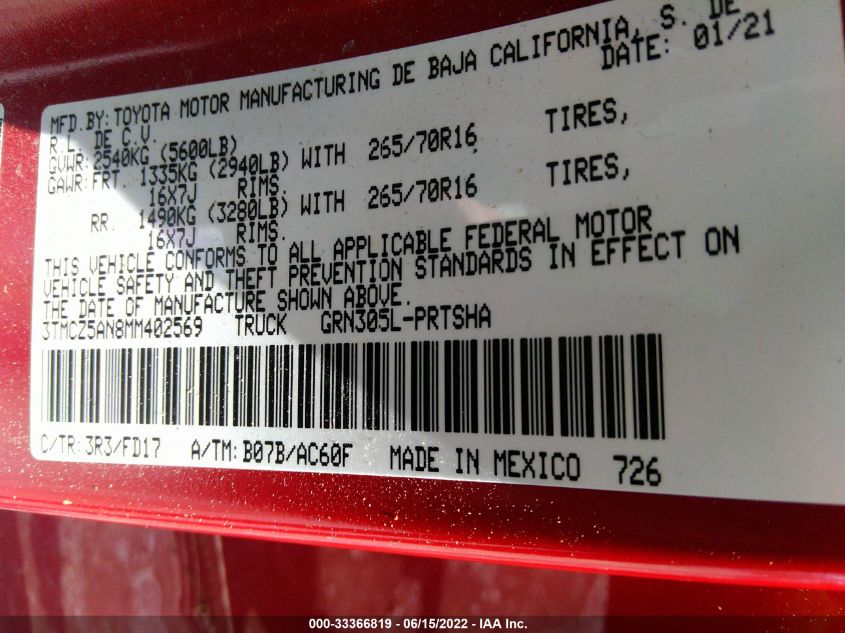 MFD.BY: TOYOTA MOTOR MANUFACTURING DE BAJA CALIFORNIA, S. DE
R.L. DE C.V. DATE: 01/21
GVWR: 2540KG (5600LB)
GAWR: FRT. 1335KG (2940LB) WITH 265/70R16 TIRES,
16X7J RIMS.
RR. 1490KG (3280LB) WITH 265/70R16 TIRES,
16X7J RIMS.
THIS VEHICLE CONFORMS TO ALL APPLICABLE FEDERAL MOTOR
VEHICLE SAFETY AND THEFT PREVENTION STANDARDS IN EFFECT ON
THE DATE OF MANUFACTURE SHOWN ABOVE.
3TMCZ5AN8MM402569 TRUCK GRN305L-PRTSHA
C/TR: 3R3/FD17 A/TM: B07B/AC60F MADE IN MEXICO 726
000-33366819 - 06/15/2022 - IAA Inc.